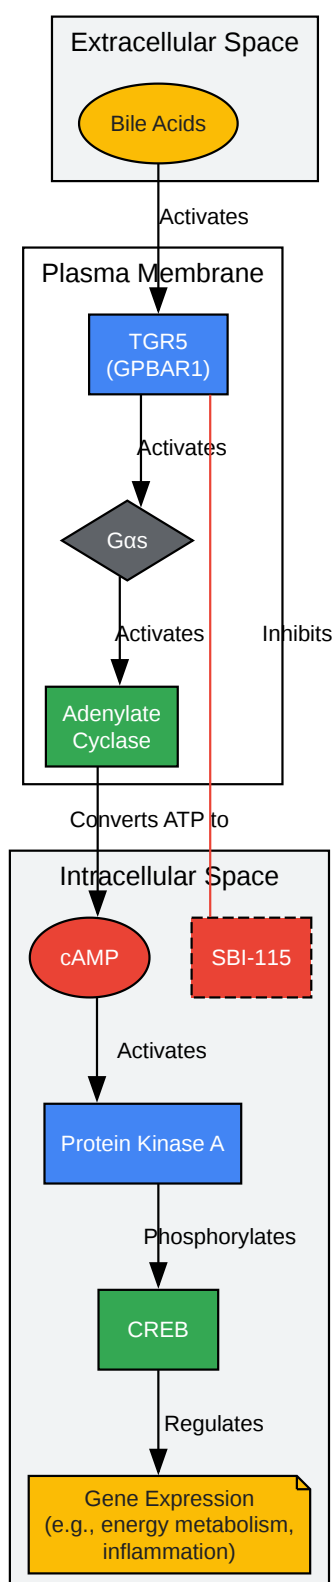 Extracellular Space
Bile Acids
Activates
Plasma Membrane
TGR5
(GPBAR1)
Activates
Gαs
Activates
Inhibits
Adenylate
Cyclase
Converts ATP to
Intracellular Space
cAMP
SBI-115
Activates
Protein Kinase A
Phosphorylates
CREB
Regulates
Gene Expression
(e.g., energy metabolism,
inflammation)